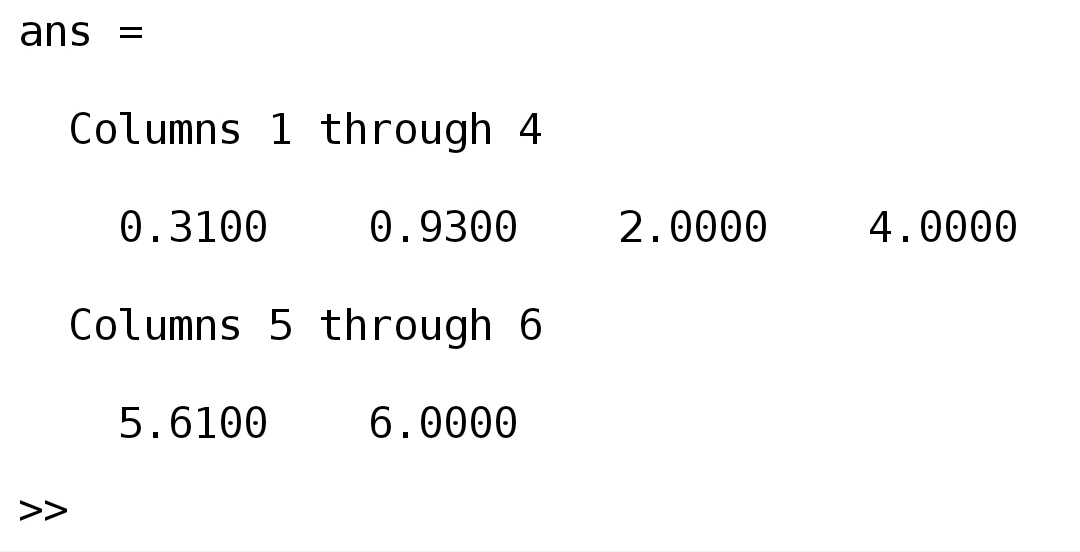 ans =
Columns 1 through 4
0.3100 0.9300 2.0000 4.0000
Columns 5 through 6
5.6100 6.0000
>>